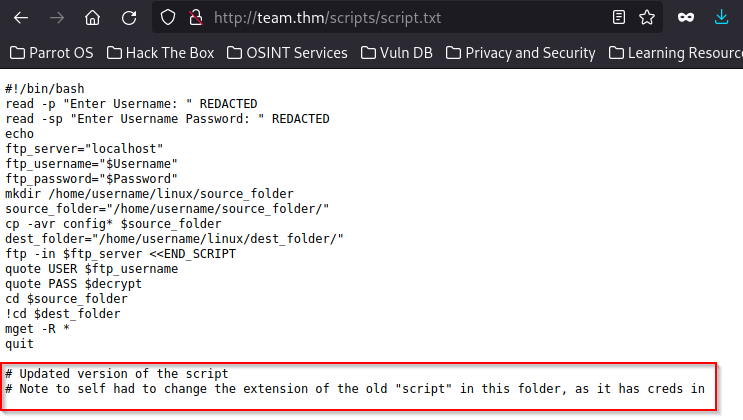 http://team.thm/scripts/script.txt
Parrot OS Hack The Box OSINT Services Vuln DB Privacy and Security Learning Resourc
#!/bin/bash
read -p "Enter Username: " REDACTED
read -sp "Enter Username Password: " REDACTED
echo
ftp_server="localhost"
ftp_username="$Username"
ftp_password="$Password"
mkdir /home/username/linux/source_folder
source_folder="/home/username/source_folder/"
cp -avr config* $source_folder
dest_folder="/home/username/linux/dest_folder/"
ftp -in $ftp_server <<END_SCRIPT
quote USER $ftp_username
quote PASS $decrypt
cd $source_folder
!cd $dest_folder
mget -R *
quit
# Updated version of the script
# Note to self had to change the extension of the old "script" in this folder, as it has creds in